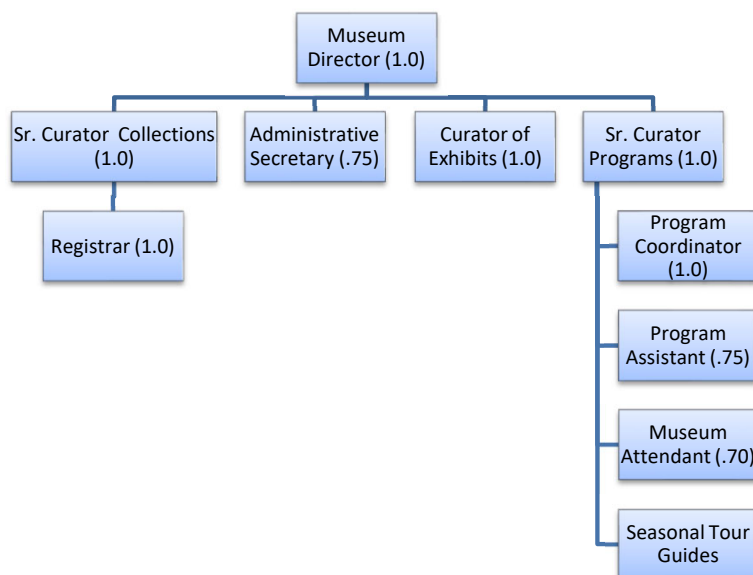 Museum
Director (1.0)
Sr. Curator Collections
(1.0)
Administrative
Secretary (.75)
Curator of
Exhibits (1.0)
Sr. Curator
Programs (1.0)
Registrar (1.0)
Program
Coordinator
(1.0)
Program
Assistant (.75)
Museum
Attendant (.70)
Seasonal Tour
Guides